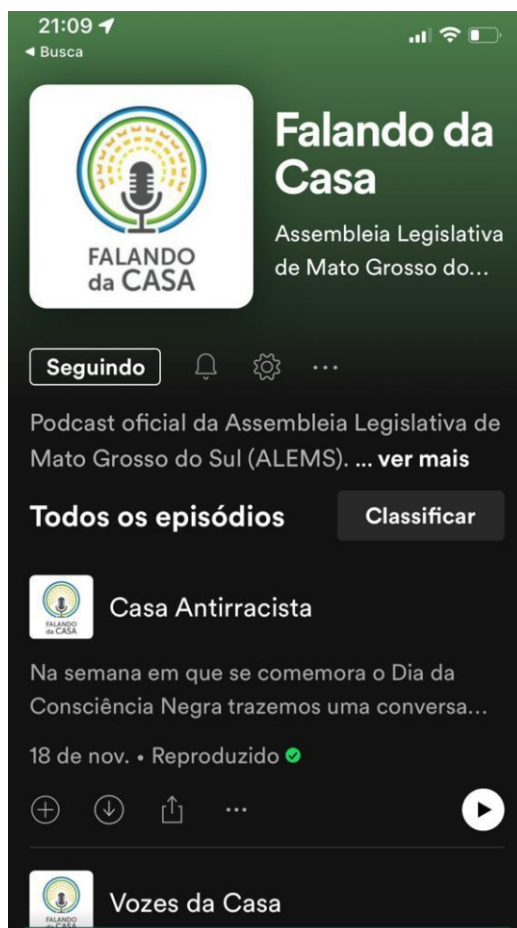 21:09
◀ Busca
FALANDO
da CASA
Falando da
Casa
Assembleia Legislativa
de Mato Grosso do...
Seguindo
Podcast oficial da Assembleia Legislativa de
Mato Grosso do Sul (ALEMS). ... ver mais
Todos os episódios
Classificar
FALANDO
da CASA
Casa Antirracista
Na semana em que se comemora o Dia da
Consciência Negra trazemos uma conversa...
18 de nov. • Reproduzido
FALANDO
da CASA
Vozes da Casa